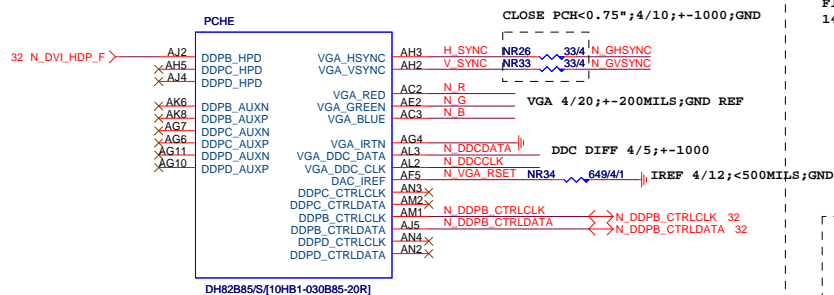 CLOSE PCH<0.75";4/10;+-1000;GND
PCHE
32 N_DVI_HDP_F AJ2 DDPB_HPD
AH5 DDPC_HPD
AJ4 DDPD_HPD
AK6 DDPB_AUXN
AK8 DDPB_AUXP
AG7 DDPC_AUXN
AG6 DDPC_AUXP
AG11 DDPD_AUXN
AG10 DDPD_AUXP
VGA_HSYNC AH3 H_SYNC NR26 33/4 N_GHSYNC
VGA_VSYNC AH2 V_SYNC NR33 33/4 N_GVSYNC
VGA_RED AC2 N_R
VGA_GREEN AE2 N_G
VGA_BLUE AC3 N_B
VGA 4/20;+-200MILS;GND REF
VGA_IRTN AG4
VGA_DDC_DATA AL3 N_DDCDATA
VGA_DDC_CLK AL2 N_DDCCLK
DDC DIFF 4/5;+-1000
DAC_IREF AF5 N_VGA_RSET NR34 649/4/1 IREF 4/12;<500MILS;GND
DDPC_CTRLCLK AN3
DDPC_CTRLDATA AM2
DDPB_CTRLCLK AM1 N_DDPB_CTRLCLK N_DDPB_CTRLCLK 32
DDPB_CTRLDATA AJ5 N_DDPB_CTRLDATA N_DDPB_CTRLDATA 32
DDPD_CTRLCLK AN4
DDPD_CTRLDATA AN2
DH82B85/S/[10HB1-030B85-20R]